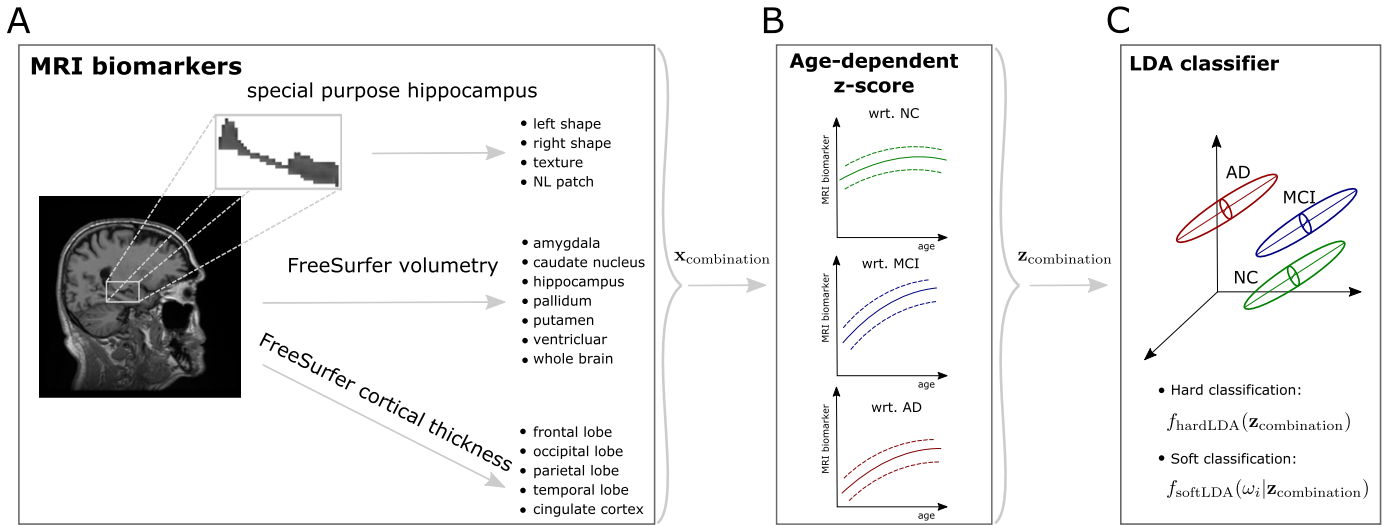 A
MRI biomarkers
special purpose hippocampus
• left shape
• right shape
• texture
• NL patch
FreeSurfer volumetry
• amygdala
• caudate nucleus
• hippocampus
• pallidum
• putamen
• ventricluar
• whole brain
FreeSurfer cortical thickness
• frontal lobe
• occipital lobe
• parietal lobe
• temporal lobe
• cingulate cortex
x_combination
B
Age-dependent
z-score
wrt. NC
MRI biomarker
age
wrt. MCI
MRI biomarker
age
wrt. AD
MRI biomarker
age
z_combination
C
LDA classifier
AD
MCI
NC
• Hard classification:
f_hardLDA(z_combination)
• Soft classification:
f_softLDA(ω_i|z_combination)